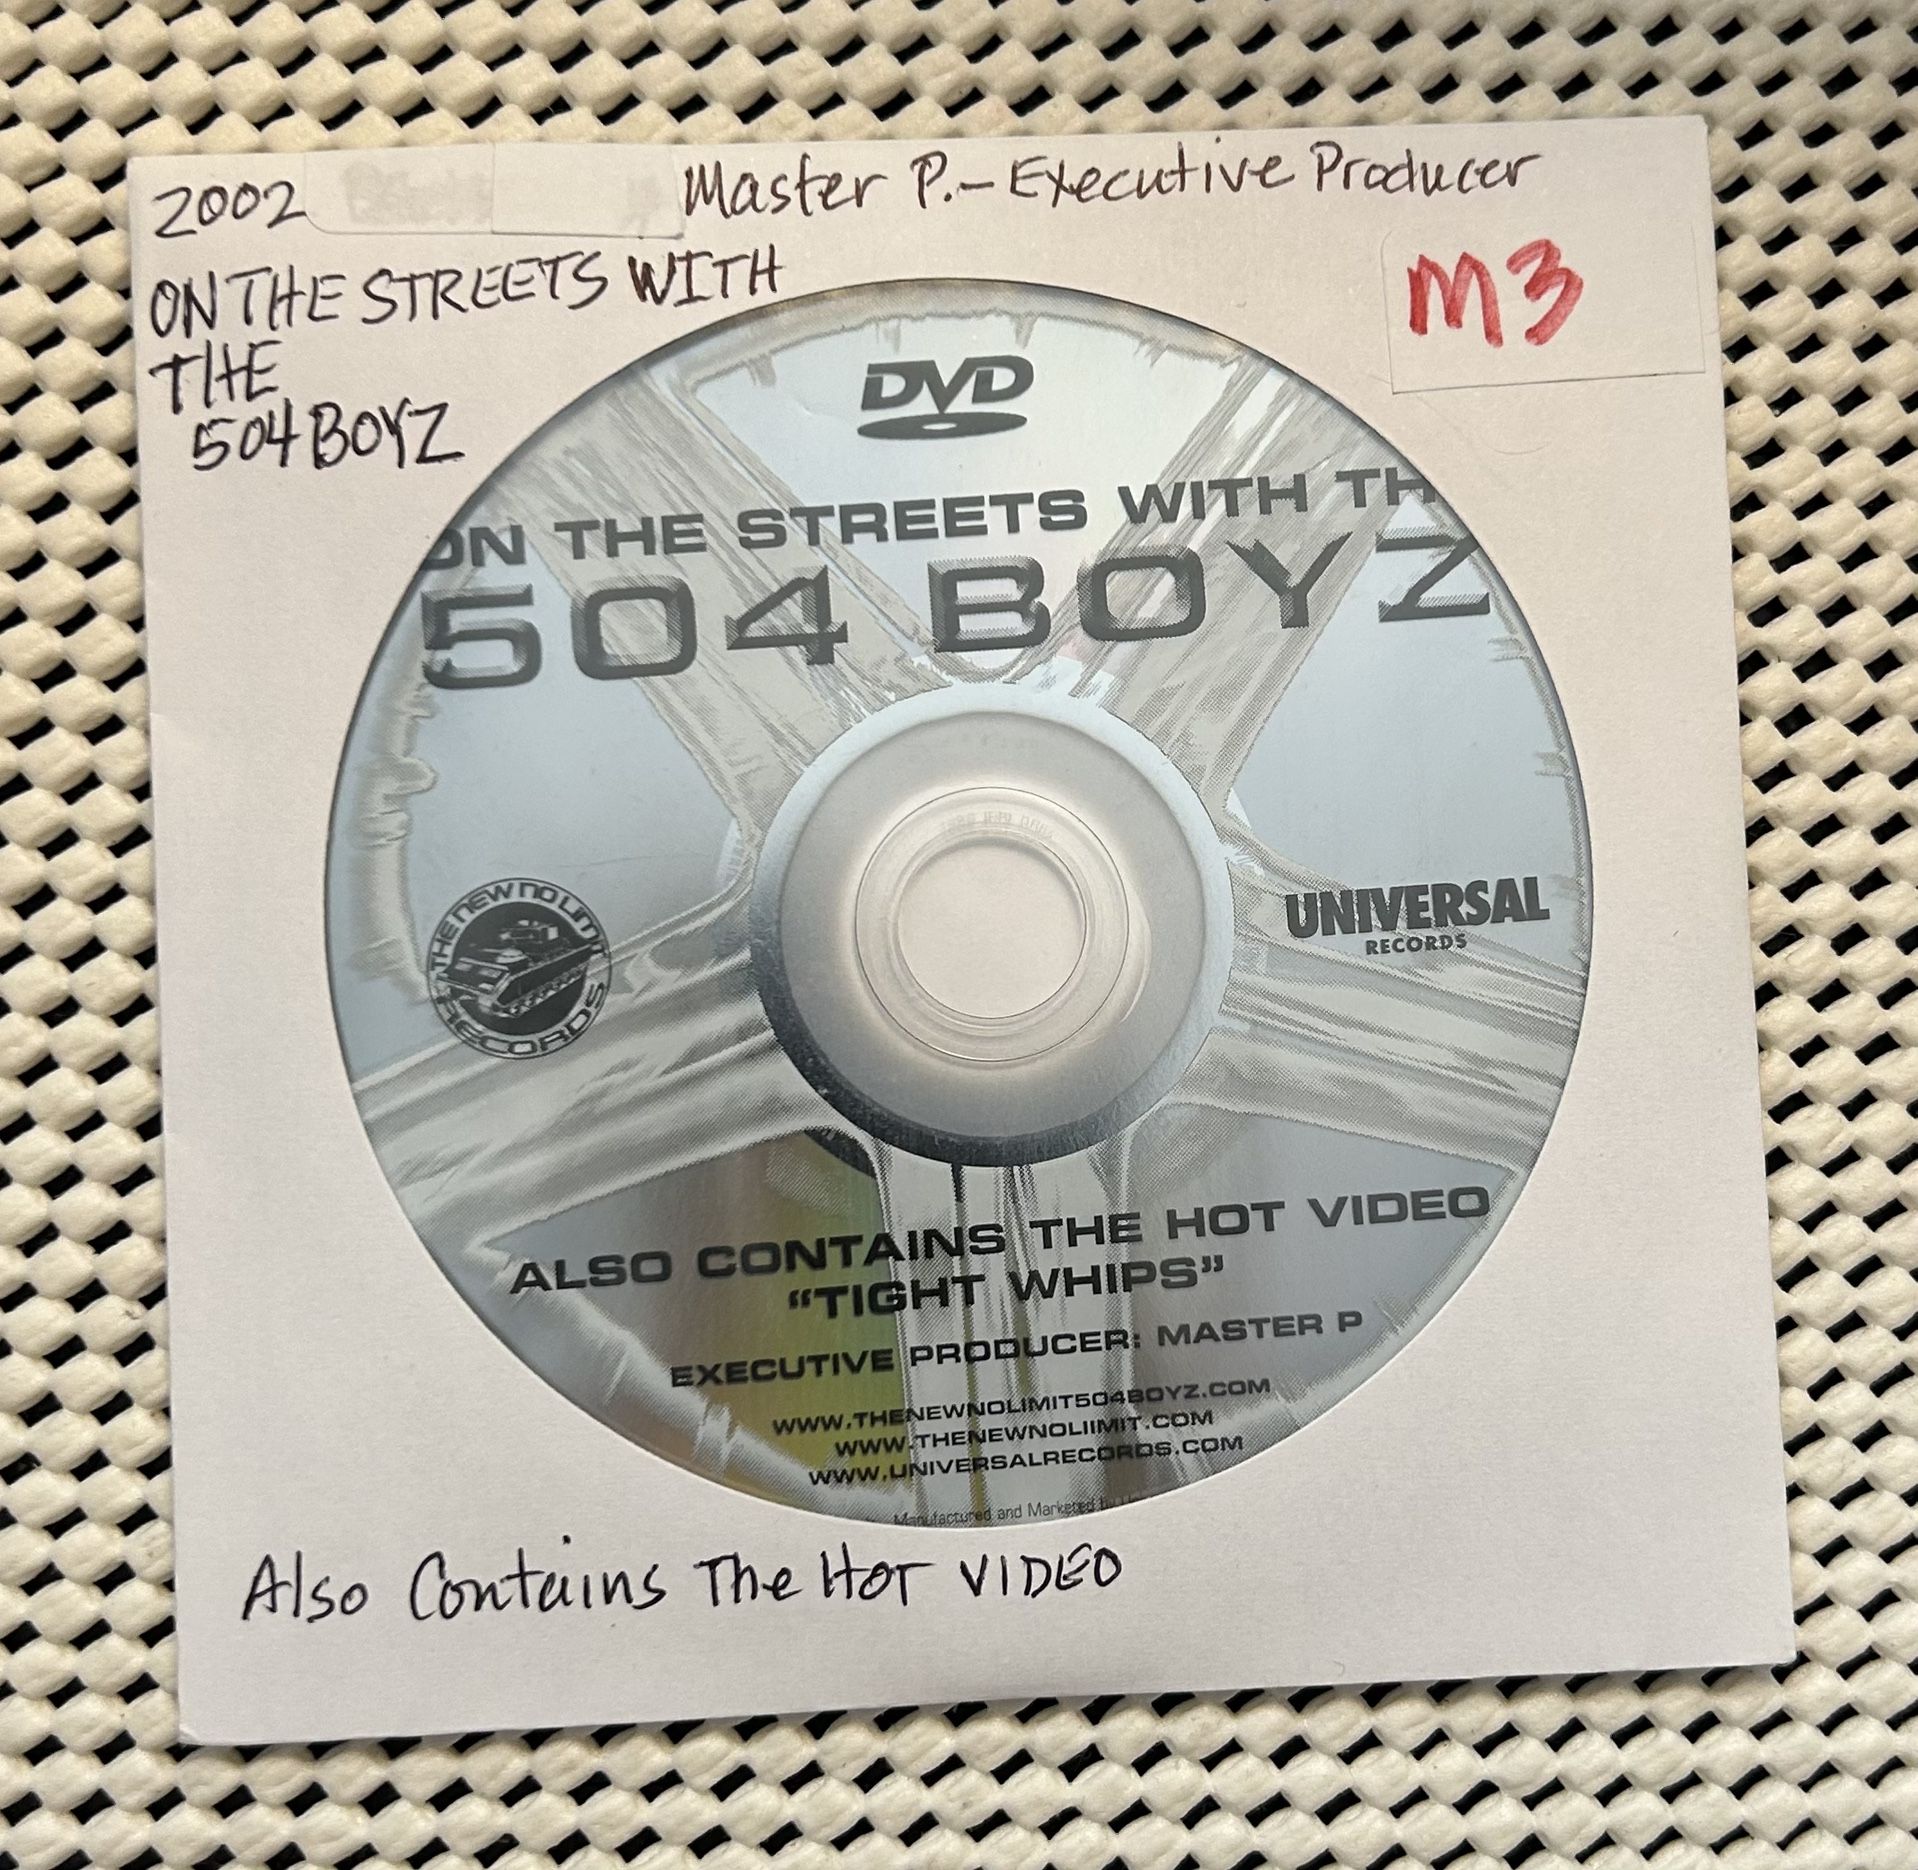 2002 Master P. - Executive Producer
ON THE STREETS WITH
THE
504 BOYZ
M3
DVD
ON THE STREETS WITH TH
504 BOYZ
THE NEW NO LIMIT
RECORDS
UNIVERSAL
RECORDS
ALSO CONTAINS THE HOT VIDEO
“TIGHT WHIPS”
EXECUTIVE PRODUCER: MASTER P
WWW.THENEWNOLIMIT504BOYZ.COM
WWW.THENEWNOLIIMIT.COM
WWW.UNIVERSALRECORDS.COM
Manufactured and Marketed by
Also Contains The HOT VIDEO